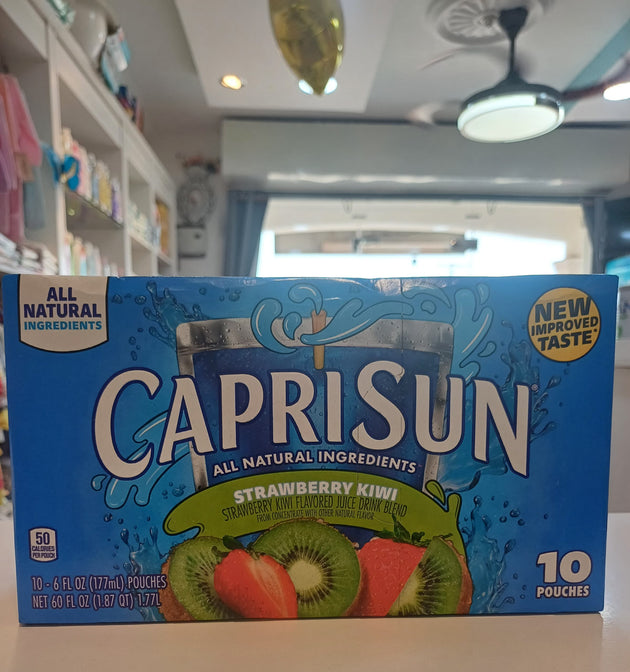 ALL
NATURAL
INGREDIENTS
NEW
IMPROVED
TASTE*
CAPRISUN®
ALL NATURAL INGREDIENTS
STRAWBERRY KIWI
STRAWBERRY KIWI FLAVORED JUICE DRINK BLEND
FROM CONCENTRATE WITH OTHER NATURAL FLAVOR
50
CALORIES
PER POUCH
10 - 6 FL OZ (177mL) POUCHES
NET 60 FL OZ (1.87 QT) 1.77L
10
POUCHES